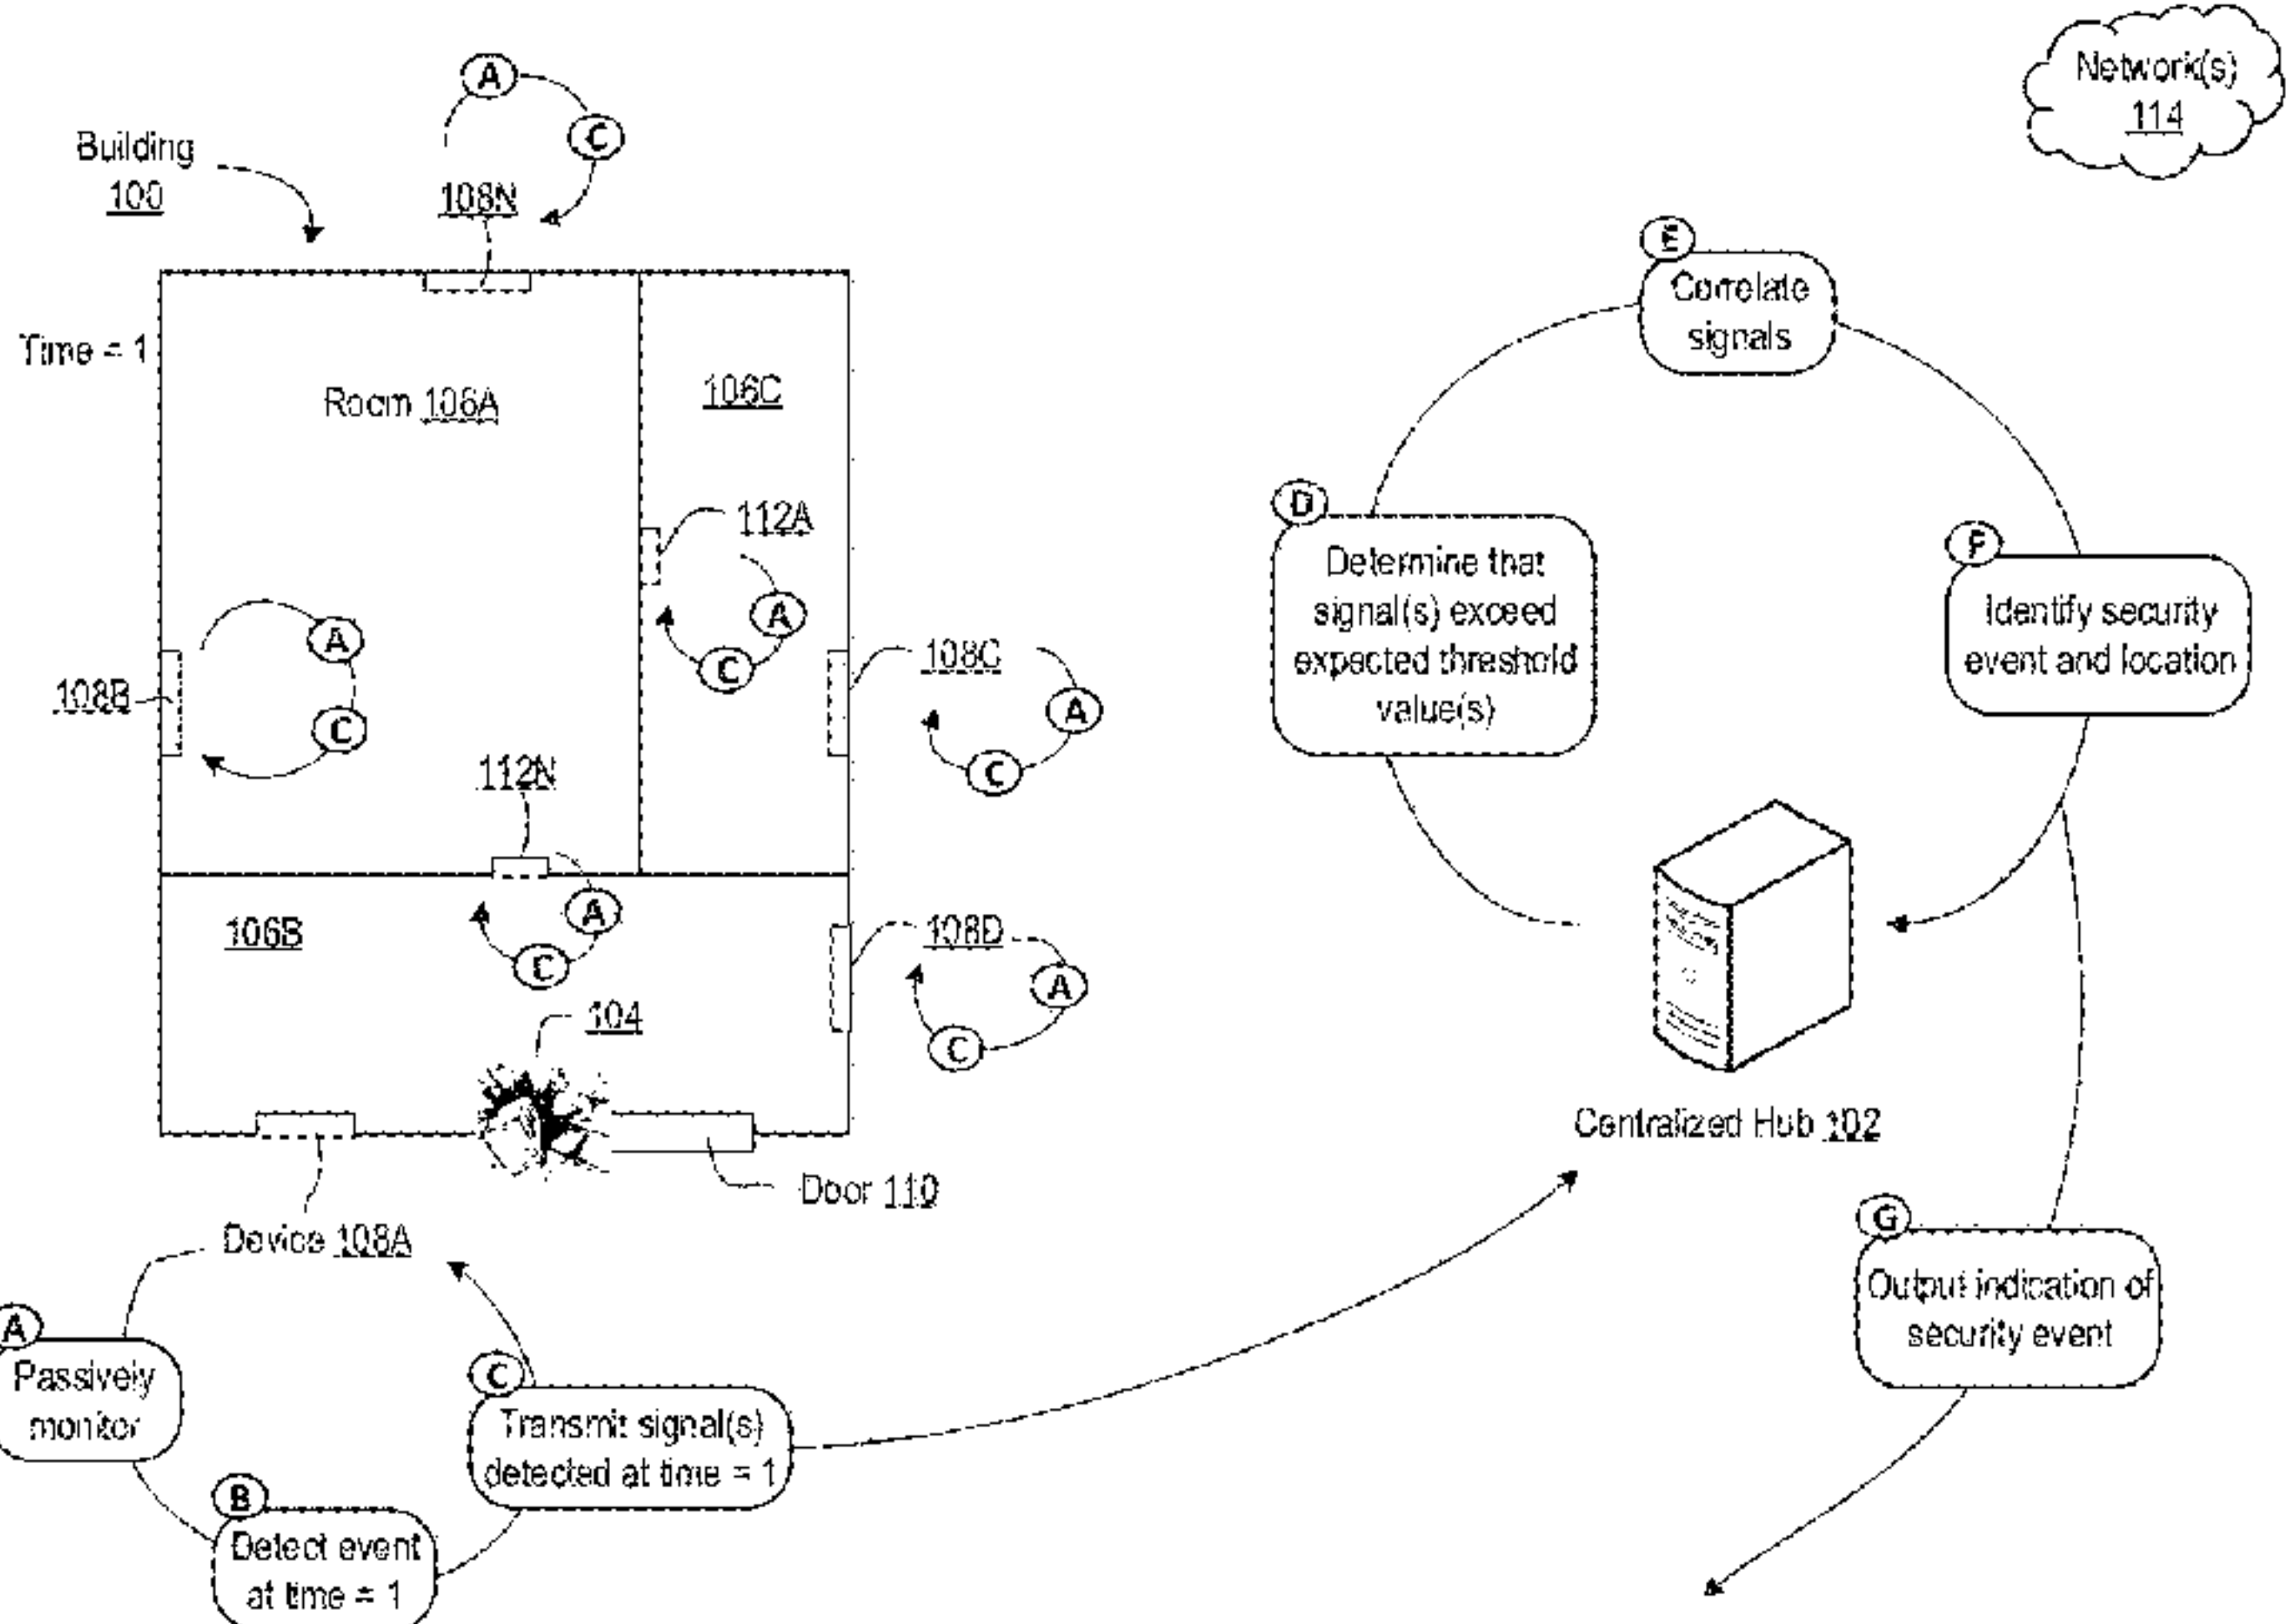 Network(s)
114
A
C
Building
100
108N
E
Correlate
signals
Time = 1
Room 106A
106C
112A
D
Determine that
signal(s) exceed
expected threshold
value(s)
F
Identify security
event and location
A
C
A
C
108B
108C
A
C
112N
106B
A
C
108D
A
C
104
Centralized Hub 102
Door 110
Device 108A
G
Output indication of
security event
A
Passively
monitor
C
Transmit signal(s)
detected at time = 1
B
Detect event
at time = 1